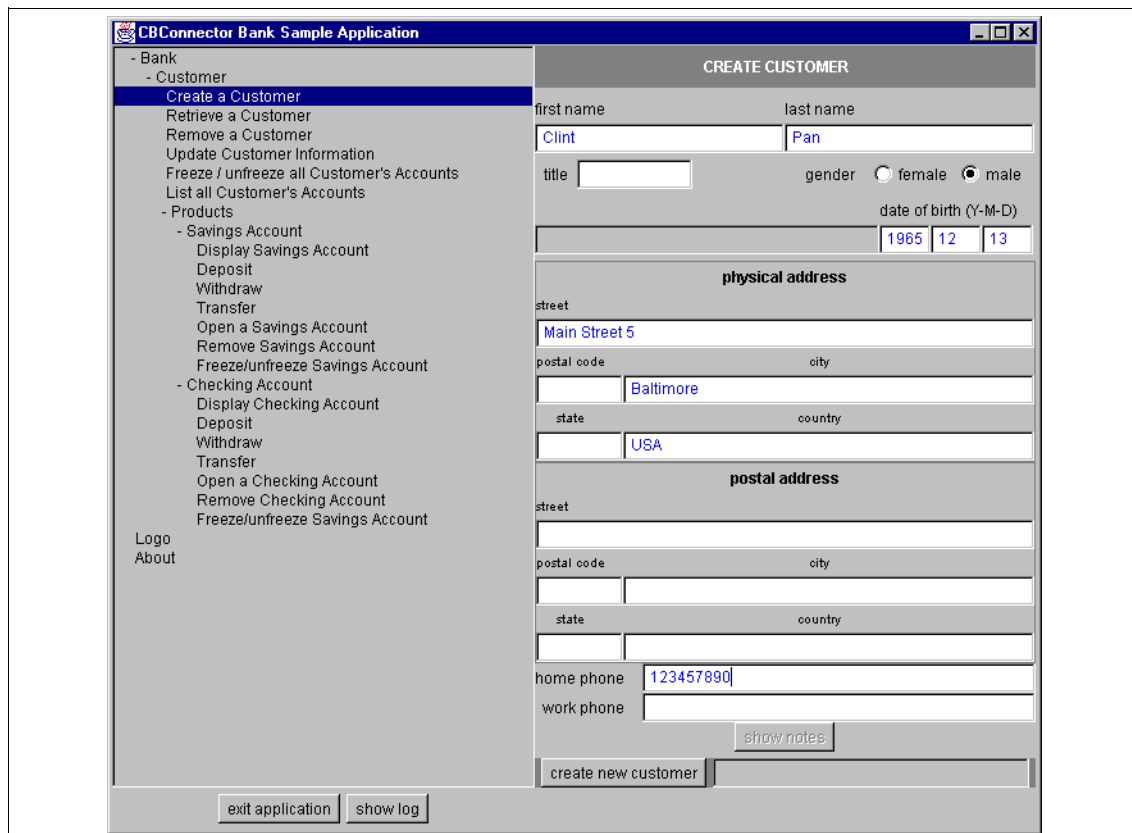 CBConnector Bank Sample Application
- Bank
- Customer
Create a Customer
Retrieve a Customer
Remove a Customer
Update Customer Information
Freeze / unfreeze all Customer's Accounts
List all Customer's Accounts
- Products
- Savings Account
Display Savings Account
Deposit
Withdraw
Transfer
Open a Savings Account
Remove Savings Account
Freeze/unfreeze Savings Account
- Checking Account
Display Checking Account
Deposit
Withdraw
Transfer
Open a Checking Account
Remove Checking Account
Freeze/unfreeze Savings Account
Logo
About
CREATE CUSTOMER
first name last name
Clint Pan
title gender female male
date of birth (Y-M-D)
1965 12 13
physical address
street
Main Street 5
postal code city
Baltimore
state country
USA
postal address
street
postal code city
state country
home phone 123457890
work phone
show notes
create new customer
exit application show log